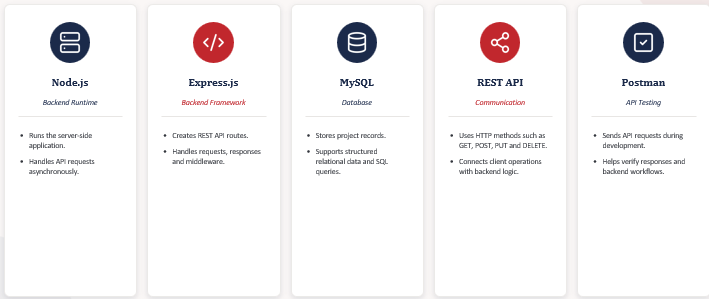 Node.js
Backend Runtime
• Runs the server-side
application.
• Handles API requests
asynchronously.
Express.js
Backend Framework
• Creates REST API routes.
• Handles requests, responses
and middleware.
MySQL
Database
• Stores project records.
• Supports structured
relational data and SQL
queries.
REST API
Communication
• Uses HTTP methods such as
GET, POST, PUT and DELETE.
• Connects client operations
with backend logic.
Postman
API Testing
• Sends API requests during
development.
• Helps verify responses and
backend workflows.